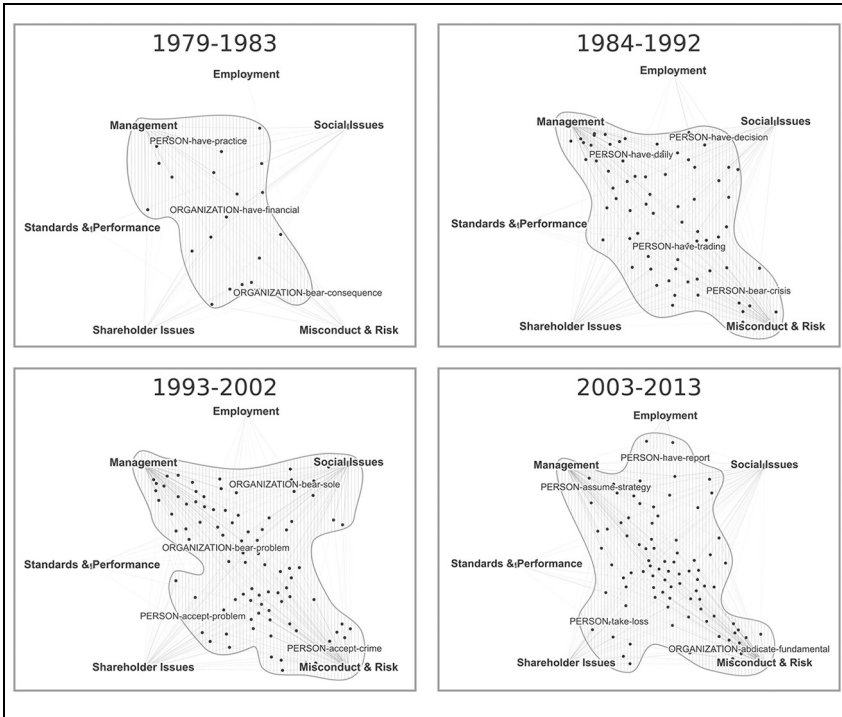 1979-1983
Employment
Management
Social Issues
PERSON-have-practice
ORGANIZATION-have-financial
Standards & Performance
ORGANIZATION-bear-consequence
Shareholder Issues
Misconduct & Risk
1984-1992
Employment
Management
Social Issues
PERSON-have-decision
PERSON-have-daily
Standards & Performance
PERSON-have-trading
PERSON-bear-crisis
Shareholder Issues
Misconduct & Risk
1993-2002
Employment
Management
Social Issues
ORGANIZATION-bear-sole
ORGANIZATION-bear-problem
Standards & Performance
PERSON-accept-problem
PERSON-accept-crime
Shareholder Issues
Misconduct & Risk
2003-2013
Employment
PERSON-have-report
Management
Social Issues
PERSON-assume-strategy
Standards & Performance
PERSON-take-loss
ORGANIZATION-abdicate-fundamental
Shareholder Issues
Misconduct & Risk